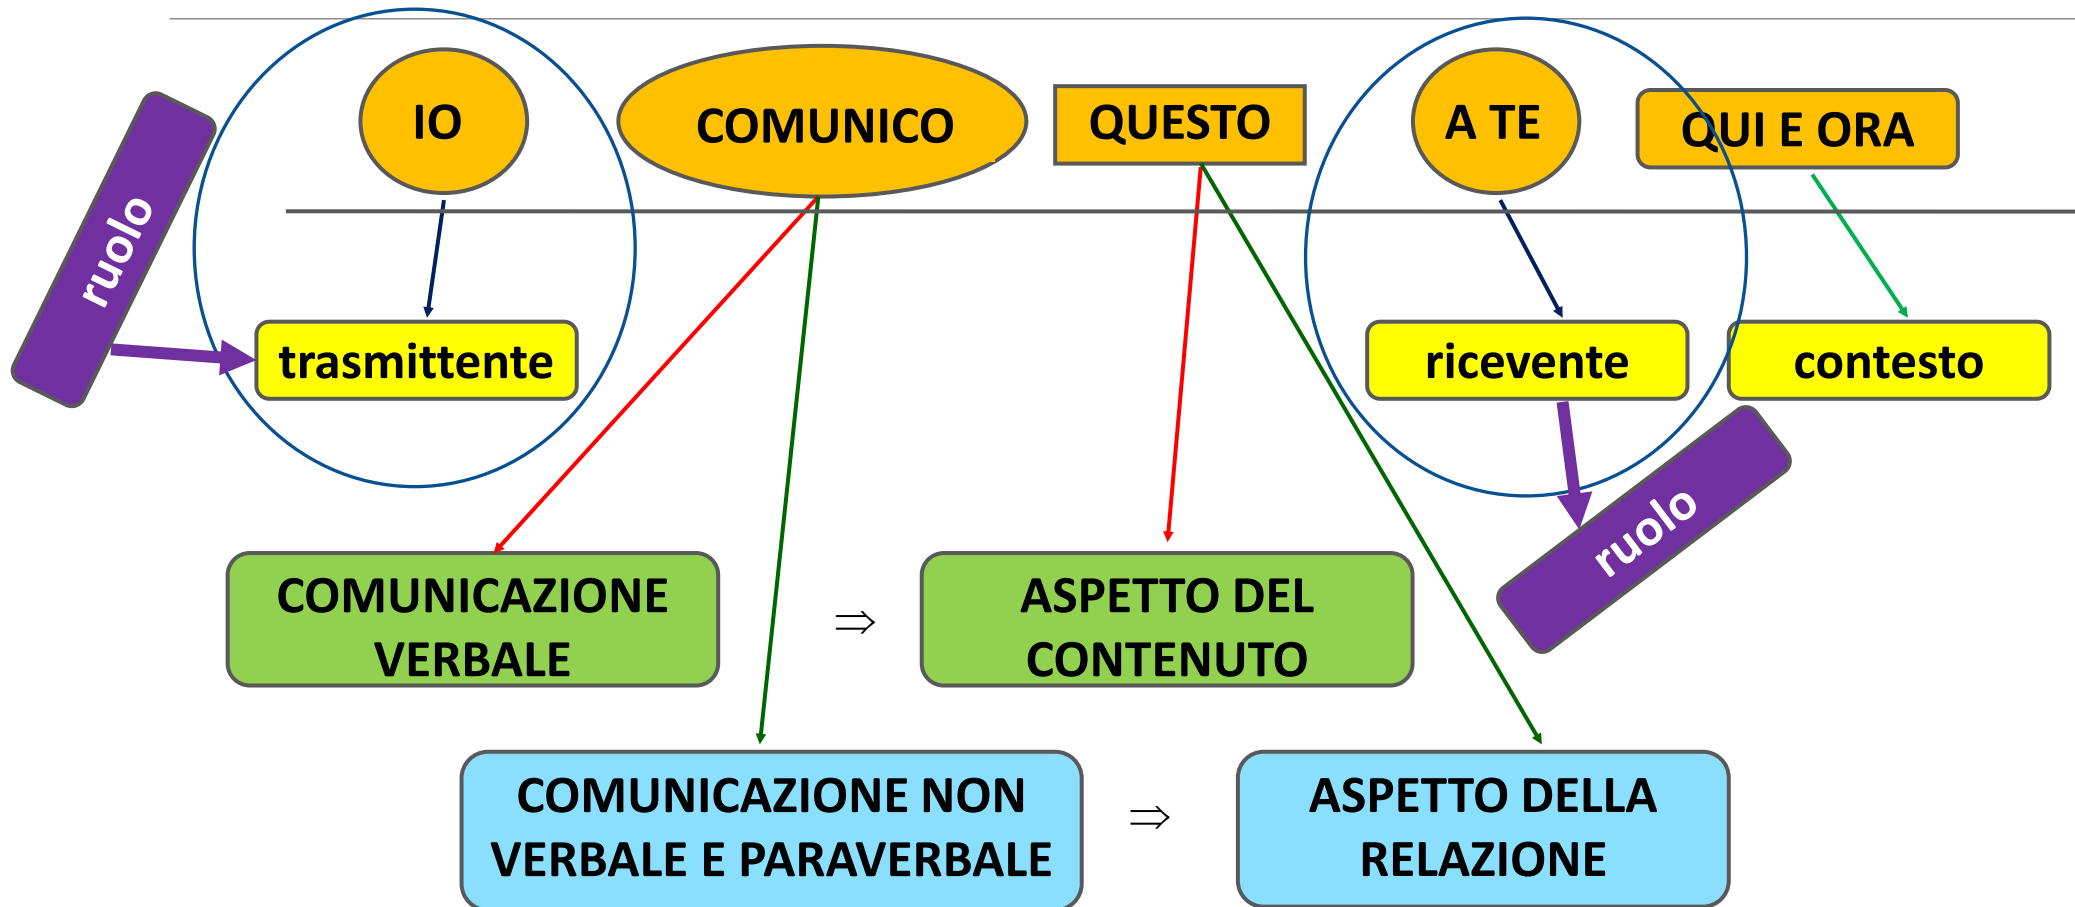 IO
COMUNICO
QUESTO
A TE
QUI E ORA
ruolo
trasmittente
ricevente
contesto
ruolo
COMUNICAZIONE
VERBALE
⇒
ASPETTO DEL
CONTENUTO
COMUNICAZIONE NON
VERBALE E PARAVERBALE
⇒
ASPETTO DELLA
RELAZIONE